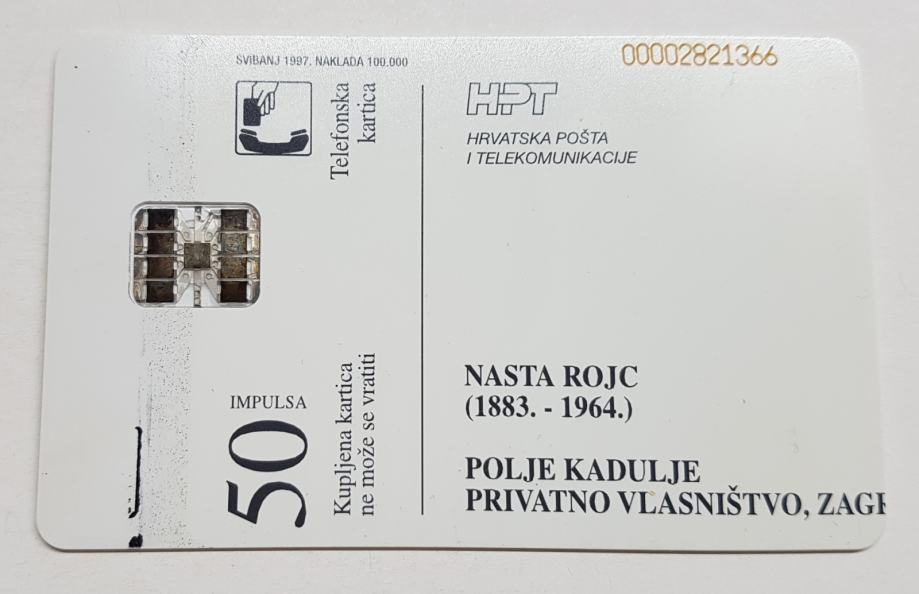 SVIBANJ 1997. NAKLADA 100.000
00002821366
Telefonska
kartica
HPT
HRVATSKA POŠTA
I TELEKOMUNIKACIJE
50
IMPULSA
Kupljena kartica
ne može se vratiti
NASTA ROJC
(1883. - 1964.)
POLJE KADULJE
PRIVATNO VLASNIŠTVO, ZAGR